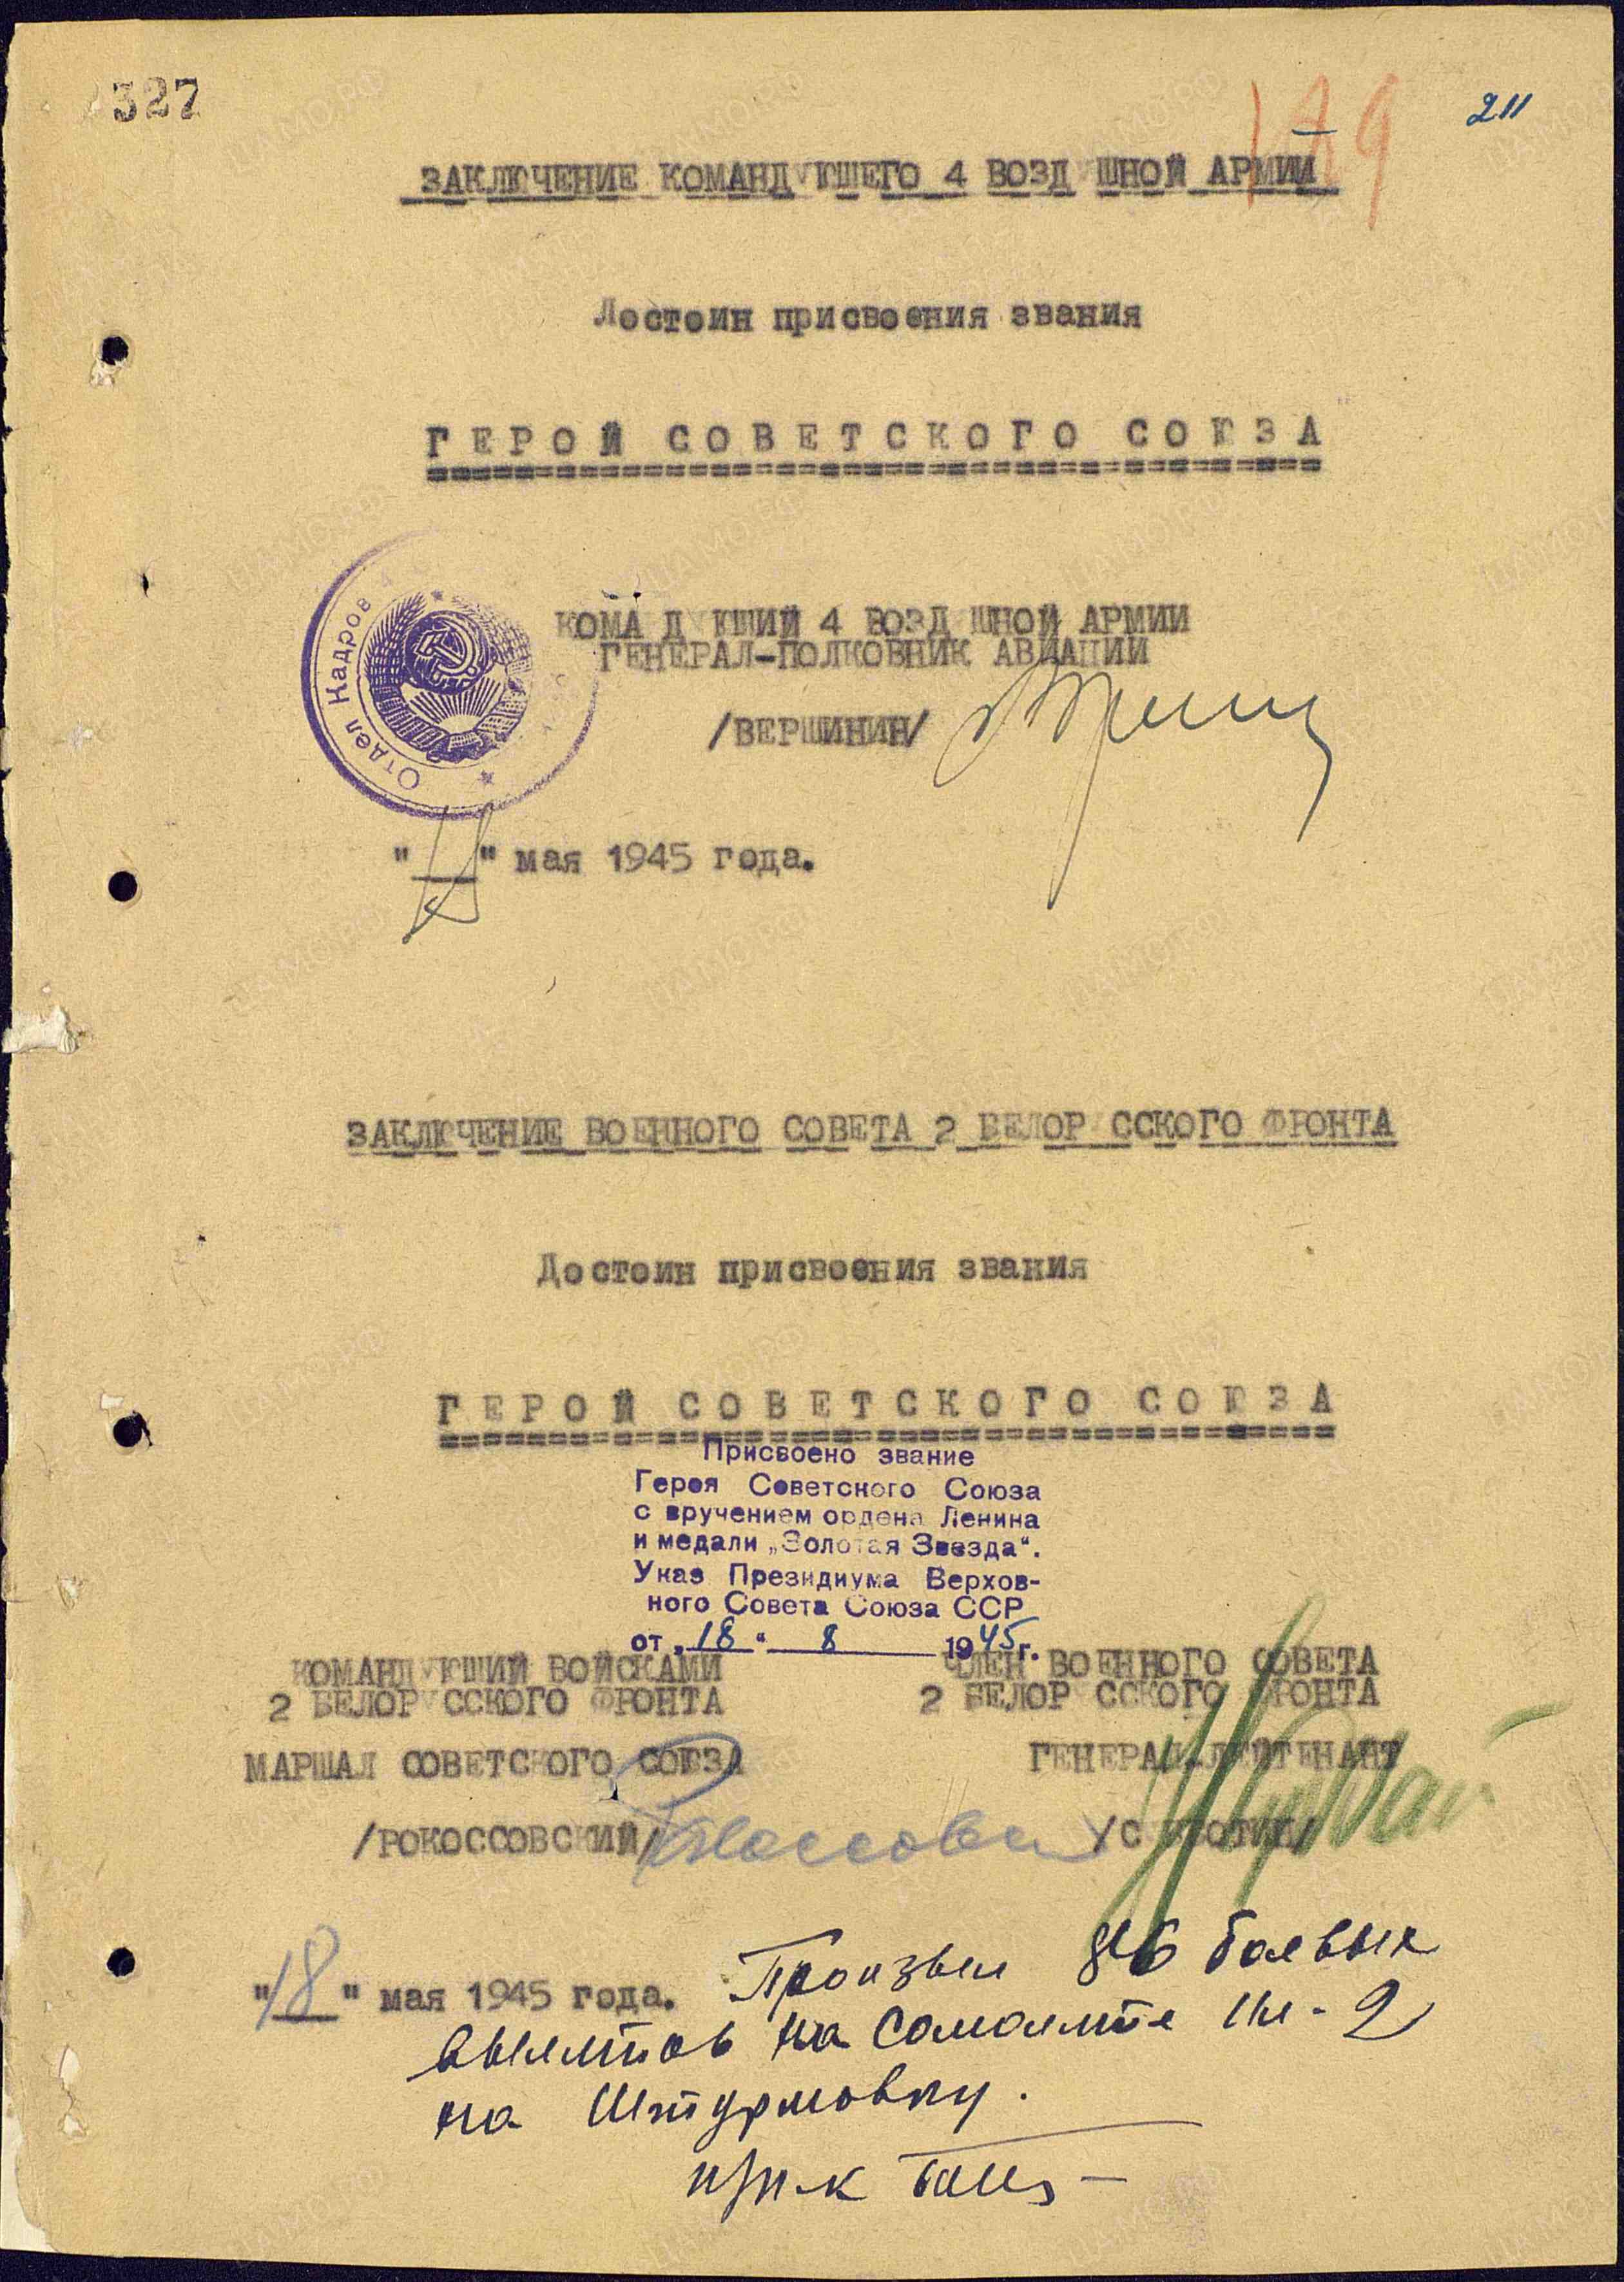 327
189
211
ЗАКЛЮЧЕНИЕ КОМАНДУЮЩЕГО 4 ВОЗДУШНОЙ АРМИИ
Достоин присвоения звания
ГЕРОЙ СОВЕТСКОГО СОЮЗА
Отдел Кадров 4
КОМАНДУЮЩИЙ 4 ВОЗДУШНОЙ АРМИИ
ГЕНЕРАЛ-ПОЛКОВНИК АВИАЦИИ
/ВЕРШИНИН/
" " мая 1945 года.
ЗАКЛЮЧЕНИЕ ВОЕННОГО СОВЕТА 2 БЕЛОРУССКОГО ФРОНТА
Достоин присвоения звания
ГЕРОЙ СОВЕТСКОГО СОЮЗА
Присвоено звание
Героя Советского Союза
с вручением ордена Ленина
и медали „Золотая Звезда“.
Указ Президиума Верхов-
ного Совета Союза ССР
от „18“ 8 1945 г.
КОМАНДУЮЩИЙ ВОЙСКАМИ
2 БЕЛОРУССКОГО ФРОНТА
МАРШАЛ СОВЕТСКОГО СОЮЗА
/РОКОССОВСКИЙ/
ЧЛЕН ВОЕННОГО СОВЕТА
2 БЕЛОРУССКОГО ФРОНТА
ГЕНЕРАЛ-ЛЕЙТЕНАНТ
/СУББОТИН/
"18" мая 1945 года.
Произвел 86 боевых
вылетов на самолете Ил-2
на Штурмовку.
п/п-к
ЦАМО.РФ